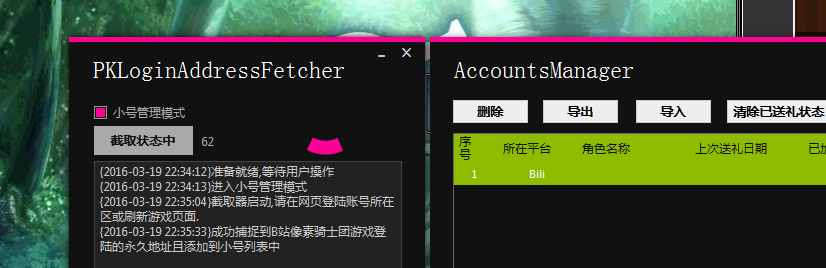 PKLoginAddressFetcher
小号管理模式
截取状态中 62
{2016-03-19 22:34:12}准备就绪,等待用户操作
{2016-03-19 22:34:13}进入小号管理模式
{2016-03-19 22:35:04}截取器启动,请在网页登陆账号所在
区或刷新游戏页面.
{2016-03-19 22:35:33}成功捕捉到B站像素骑士团游戏登
陆的永久地址且添加到小号列表中
AccountsManager
删除 导出 导入 清除已送礼状态
序号 所在平台 角色名称 上次送礼日期 已加
1 Bili